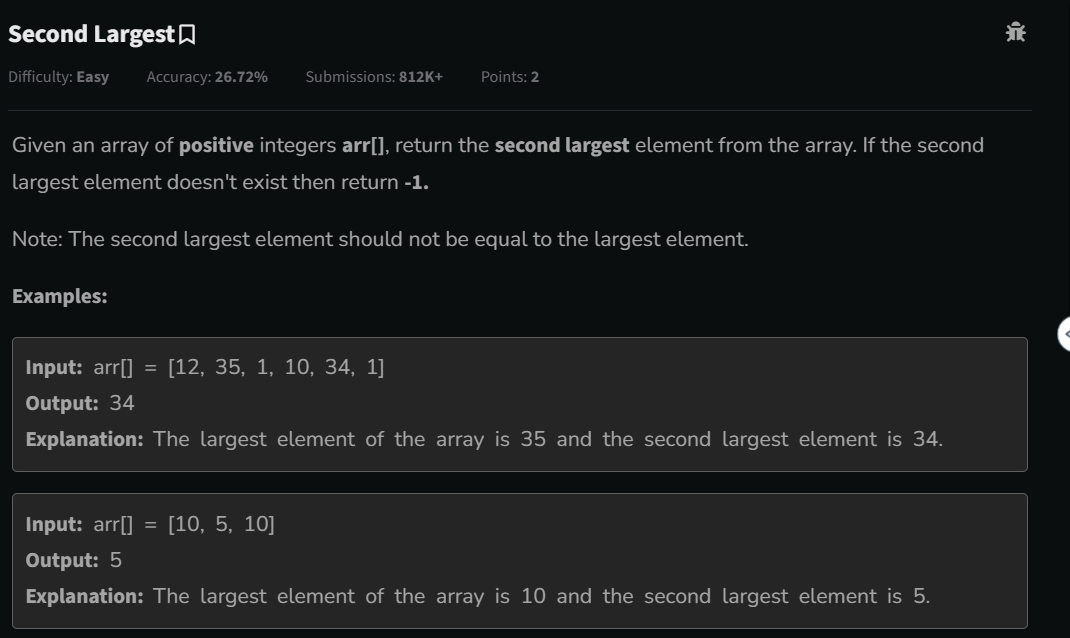 Second Largest
Difficulty: Easy Accuracy: 26.72% Submissions: 812K+ Points: 2
Given an array of positive integers arr[], return the second largest element from the array. If the second
largest element doesn't exist then return -1.
Note: The second largest element should not be equal to the largest element.
Examples:
Input: arr[] = [12, 35, 1, 10, 34, 1]
Output: 34
Explanation: The largest element of the array is 35 and the second largest element is 34.
Input: arr[] = [10, 5, 10]
Output: 5
Explanation: The largest element of the array is 10 and the second largest element is 5.